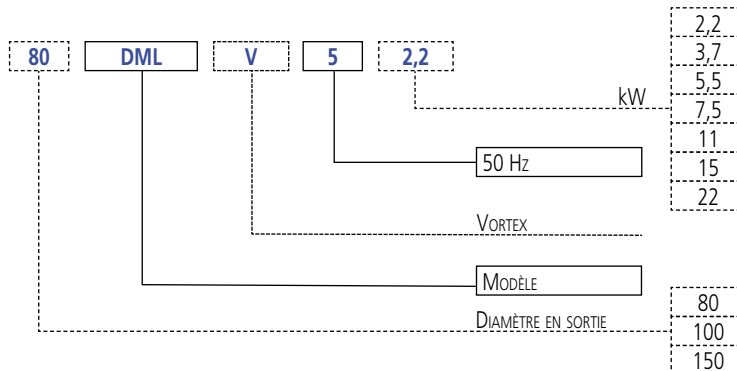 80 DML V 5 2,2
kW
2,2
3,7
5,5
7,5
11
15
22
50 Hz
Vortex
Modèle
Diamètre en sortie
80
100
150